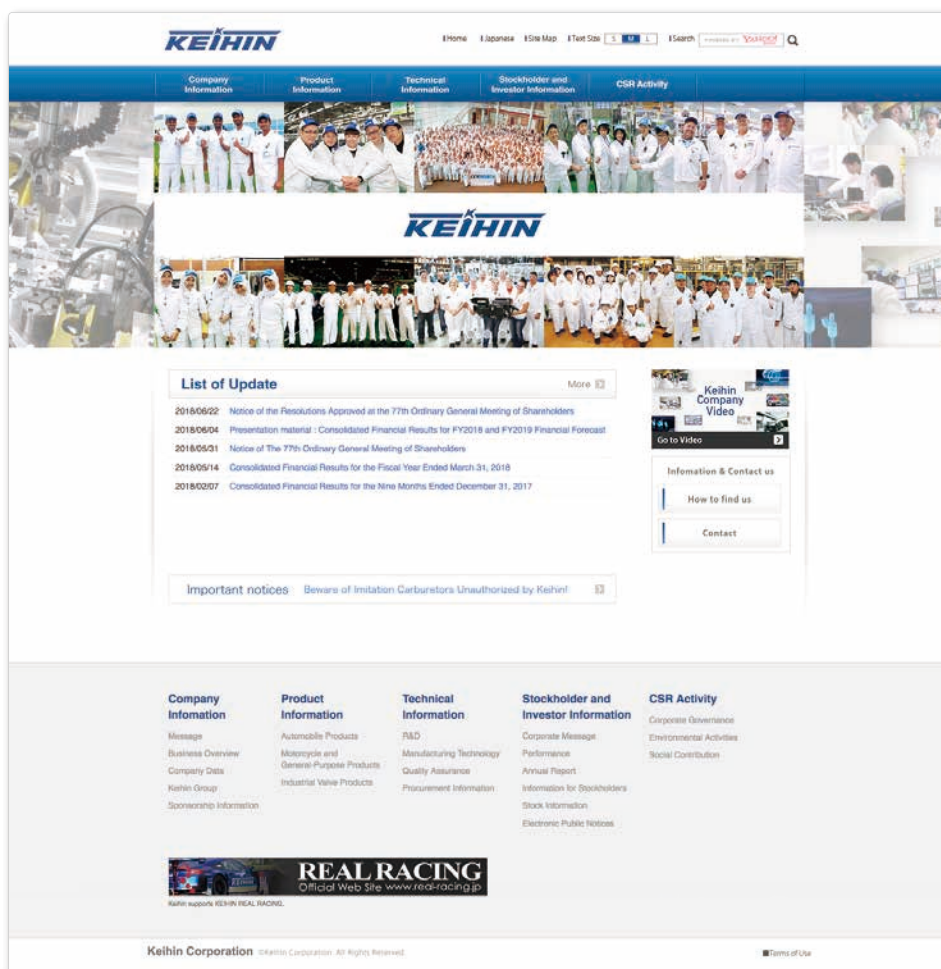 KEIHIN
Home Japanese Site Map Text Size S M L Search YAHOO!
Company Information
Product Information
Technical Information
Stockholder and Investor Information
CSR Activity
KEIHIN
List of Update
More
2018/06/22 Notice of the Resolutions Approved at the 77th Ordinary General Meeting of Shareholders
2018/06/04 Presentation material : Consolidated Financial Results for FY2018 and FY2019 Financial Forecast
2018/05/31 Notice of The 77th Ordinary General Meeting of Shareholders
2018/05/14 Consolidated Financial Results for the Fiscal Year Ended March 31, 2018
2018/02/07 Consolidated Financial Results for the Nine Months Ended December 31, 2017
Keihin
Company
Video
Go to Video
Infomation & Contact us
How to find us
Contact
Important notices Beware of Imitation Carburetors Unauthorized by Keihin!
Company
Infomation
Message
Business Overview
Company Data
Keihin Group
Sponsorship Information
Product
Information
Automobile Products
Motorcycle and
General-Purpose Products
Industrial Valve Products
Technical
Information
R&D
Manufacturing Technology
Quality Assurance
Procurement Information
Stockholder and
Investor Information
Corporate Message
Performance
Annual Report
Information for Stockholders
Stock Information
Electronic Public Notices
CSR Activity
Corporate Governance
Environmental Activities
Social Contribution
REAL RACING
Official Web Site www.real-racing.jp
Keihin supports KEIHIN REAL RACING.
Keihin Corporation ©Keihin Corporation. All Rights Reserved.
Terms of Use